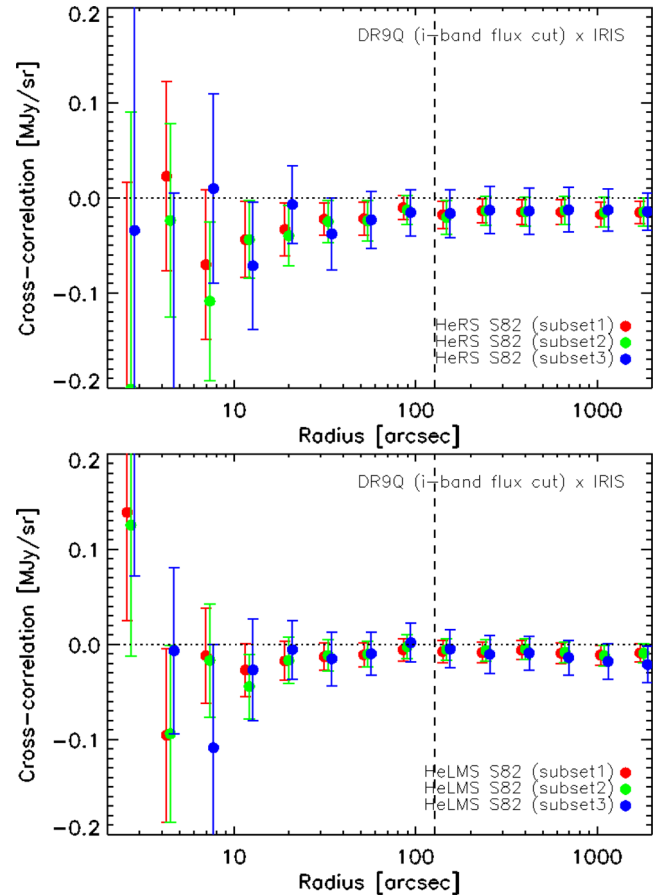 DR9Q (i-band flux cut) x IRIS
0.2
0.1
0.0
-0.1
-0.2
Cross-correlation [MJy/sr]
HeRS S82 (subset1)
HeRS S82 (subset2)
HeRS S82 (subset3)
10
100
1000
Radius [arcsec]
DR9Q (i-band flux cut) x IRIS
0.2
0.1
0.0
-0.1
-0.2
Cross-correlation [MJy/sr]
HeLMS S82 (subset1)
HeLMS S82 (subset2)
HeLMS S82 (subset3)
10
100
1000
Radius [arcsec]